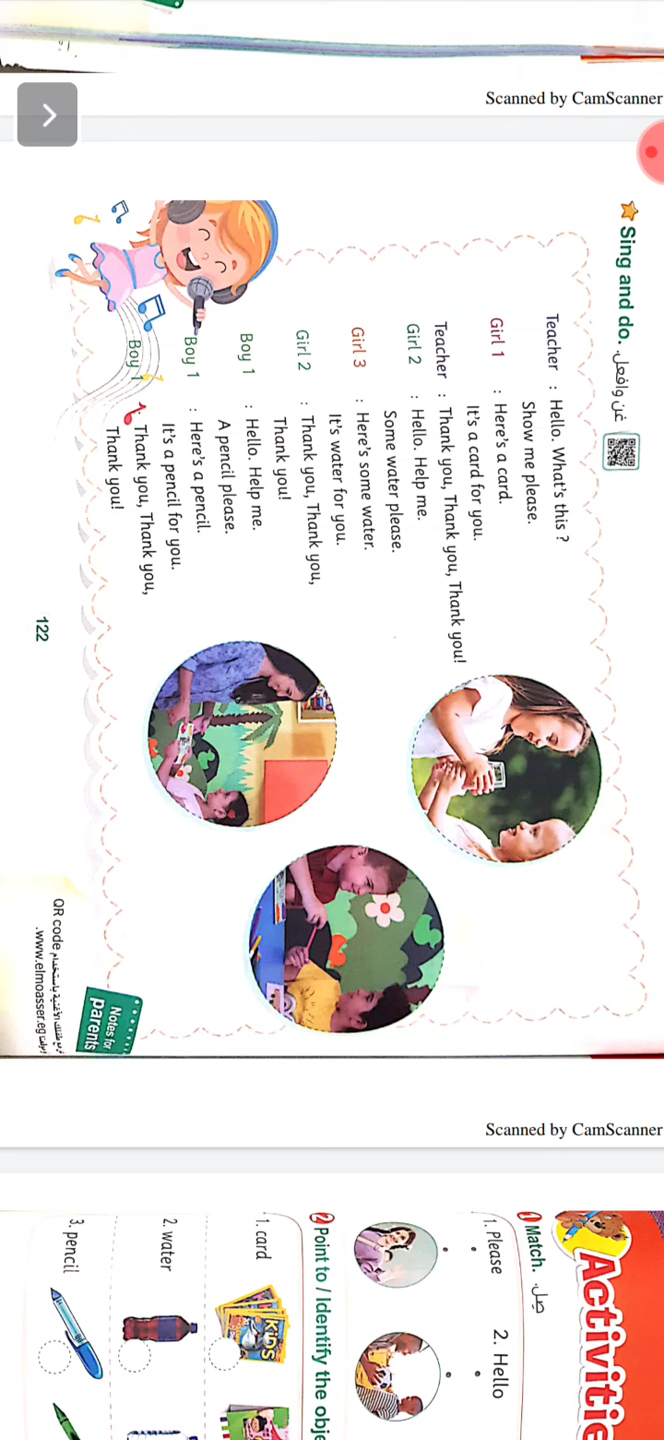 Scanned by CamScanner
Sing and do. غن وافعل.
Teacher : Hello. What's this ?
Show me please.
Girl 1 : Here's a card.
It's a card for you.
Teacher : Thank you, Thank you, Thank you!
Girl 2 : Hello. Help me.
Some water please.
Girl 3 : Here's some water.
It's water for you.
Girl 2 : Thank you, Thank you,
Thank you!
Boy 1 : Hello. Help me.
A pencil please.
Boy 1 : Here's a pencil.
It's a pencil for you.
Boy 1 : Thank you, Thank you,
Thank you!
122
Notes for
parents
QR code
www.elmoasser.eg
Scanned by CamScanner
1 Match. صِل.
1. Please 2. Hello
2 Point to / Identify the
1. card
kids
2. water
3. pencil